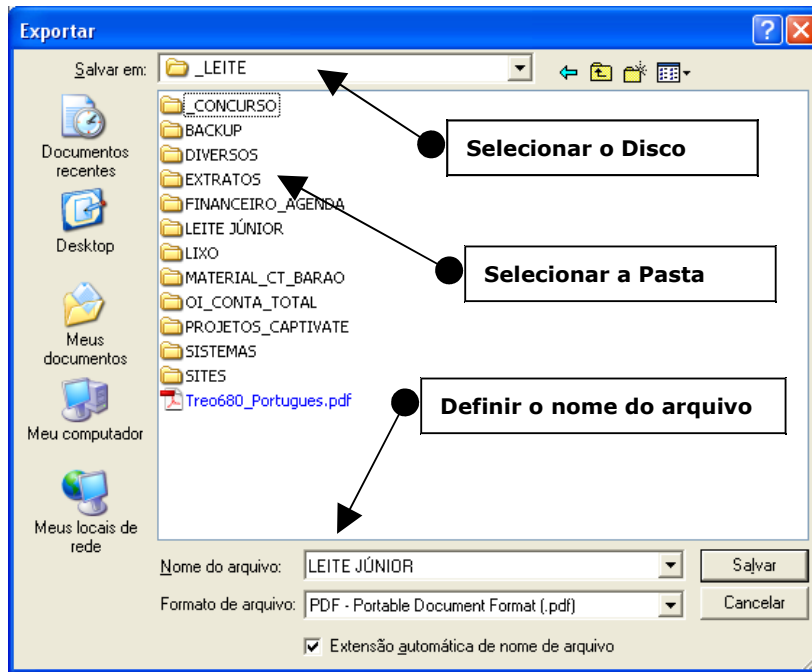 Exportar
Salvar em:
_LEITE
Documentos
recentes
Desktop
Meus
documentos
Meu computador
Meus locais de
rede
_CONCURSO
BACKUP
DIVERSOS
EXTRATOS
FINANCEIRO_AGENDA
LEITE JÚNIOR
LIXO
MATERIAL_CT_BARAO
OI_CONTA_TOTAL
PROJETOS_CAPTIVATE
SISTEMAS
SITES
Treo680_Portugues.pdf
Selecionar o Disco
Selecionar a Pasta
Definir o nome do arquivo
Nome do arquivo:
LEITE JÚNIOR
Salvar
Formato de arquivo:
PDF - Portable Document Format (.pdf)
Cancelar
Extensão automática de nome de arquivo